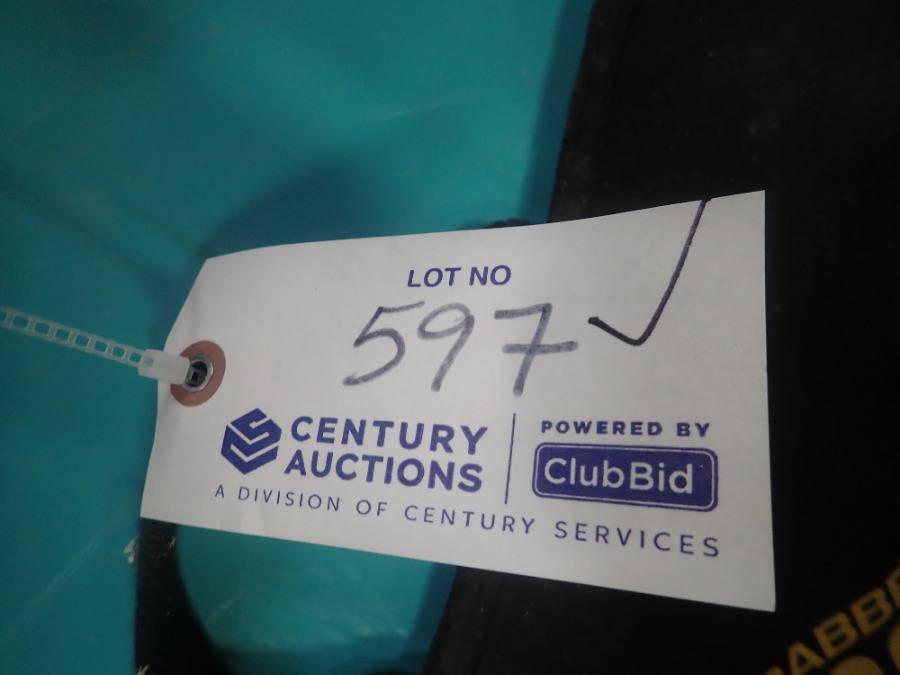 LOT NO
597
CENTURY
AUCTIONS
A DIVISION OF CENTURY SERVICES
POWERED BY
ClubBid